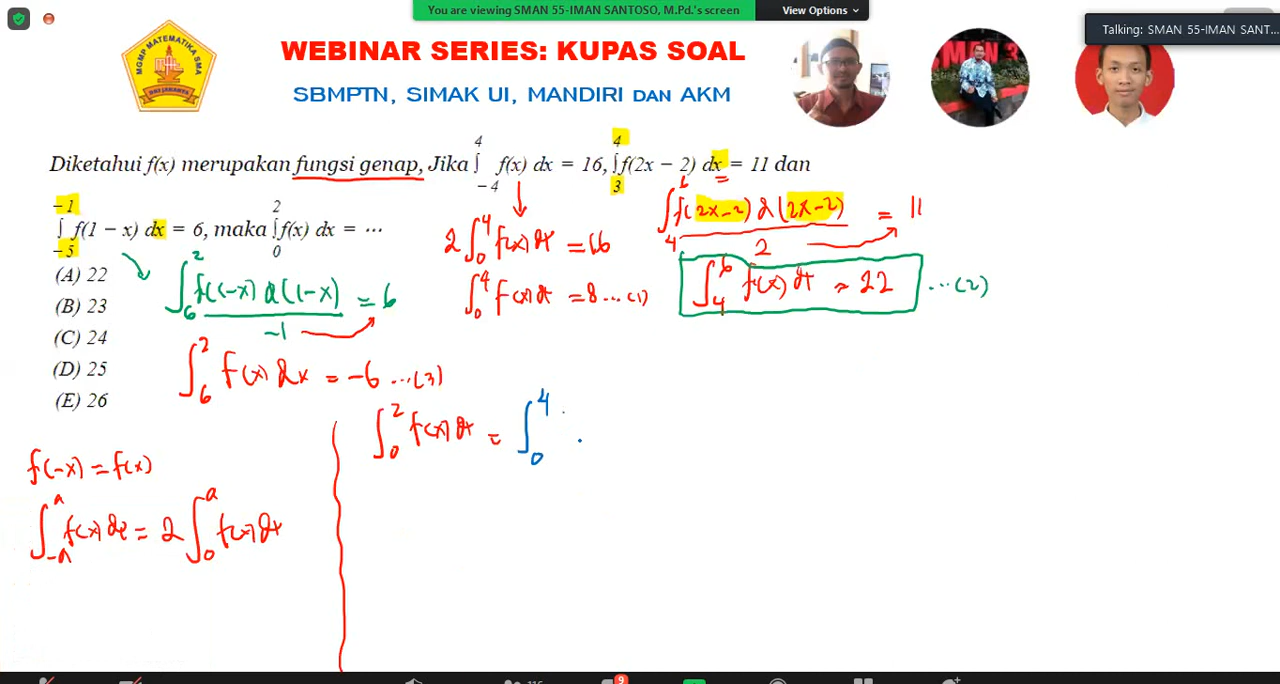 You are viewing SMAN 55-IMAN SANTOSO, M.Pd.'s screen
View Options
Talking: SMAN 55-IMAN SANT...
MGMP MATEMATIKA SMA
WEBINAR SERIES: KUPAS SOAL
SBMPTN, SIMAK UI, MANDIRI DAN AKM
Diketahui f(x) merupakan fungsi genap, Jika ∫_{-4}^{4} f(x) dx = 16, ∫_{3}^{4} f(2x − 2) dx = 11 dan
∫_{-5}^{-1} f(1 − x) dx = 6, maka ∫_{0}^{2} f(x) dx = ...
(A) 22
(B) 23
(C) 24
(D) 25
(E) 26
2 ∫_{0}^{4} f(x) dx = 16
∫_{0}^{4} f(x) dx = 8 ... (1)
∫_{4}^{6} f(2x-2) d(2x-2) / 2 = 11
∫_{4}^{6} f(x) dx = 22 ... (2)
∫_{6}^{2} f(1-x) d(1-x) / -1 = 6
∫_{6}^{2} f(x) dx = -6 ... (3)
f(-x) = f(x)
∫_{-a}^{a} f(x) dx = 2 ∫_{0}^{a} f(x) dx
∫_{0}^{2} f(x) dx = ∫_{0}^{4}
9